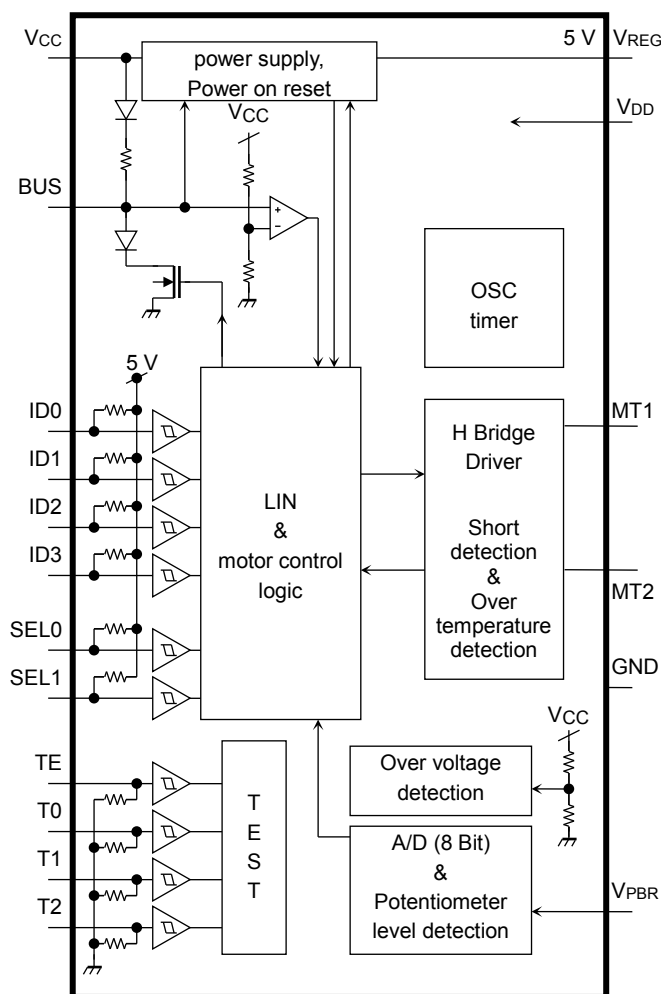 VCC
power supply,
Power on reset
5 V
VREG
VCC
VDD
BUS
+
−
OSC
timer
5 V
ID0
ID1
ID2
ID3
SEL0
SEL1
LIN
&
motor control
logic
H Bridge
Driver
Short
detection
&
Over
temperature
detection
MT1
MT2
GND
VCC
TE
T0
T1
T2
T
E
S
T
Over voltage
detection
A/D (8 Bit)
&
Potentiometer
level detection
VPBR